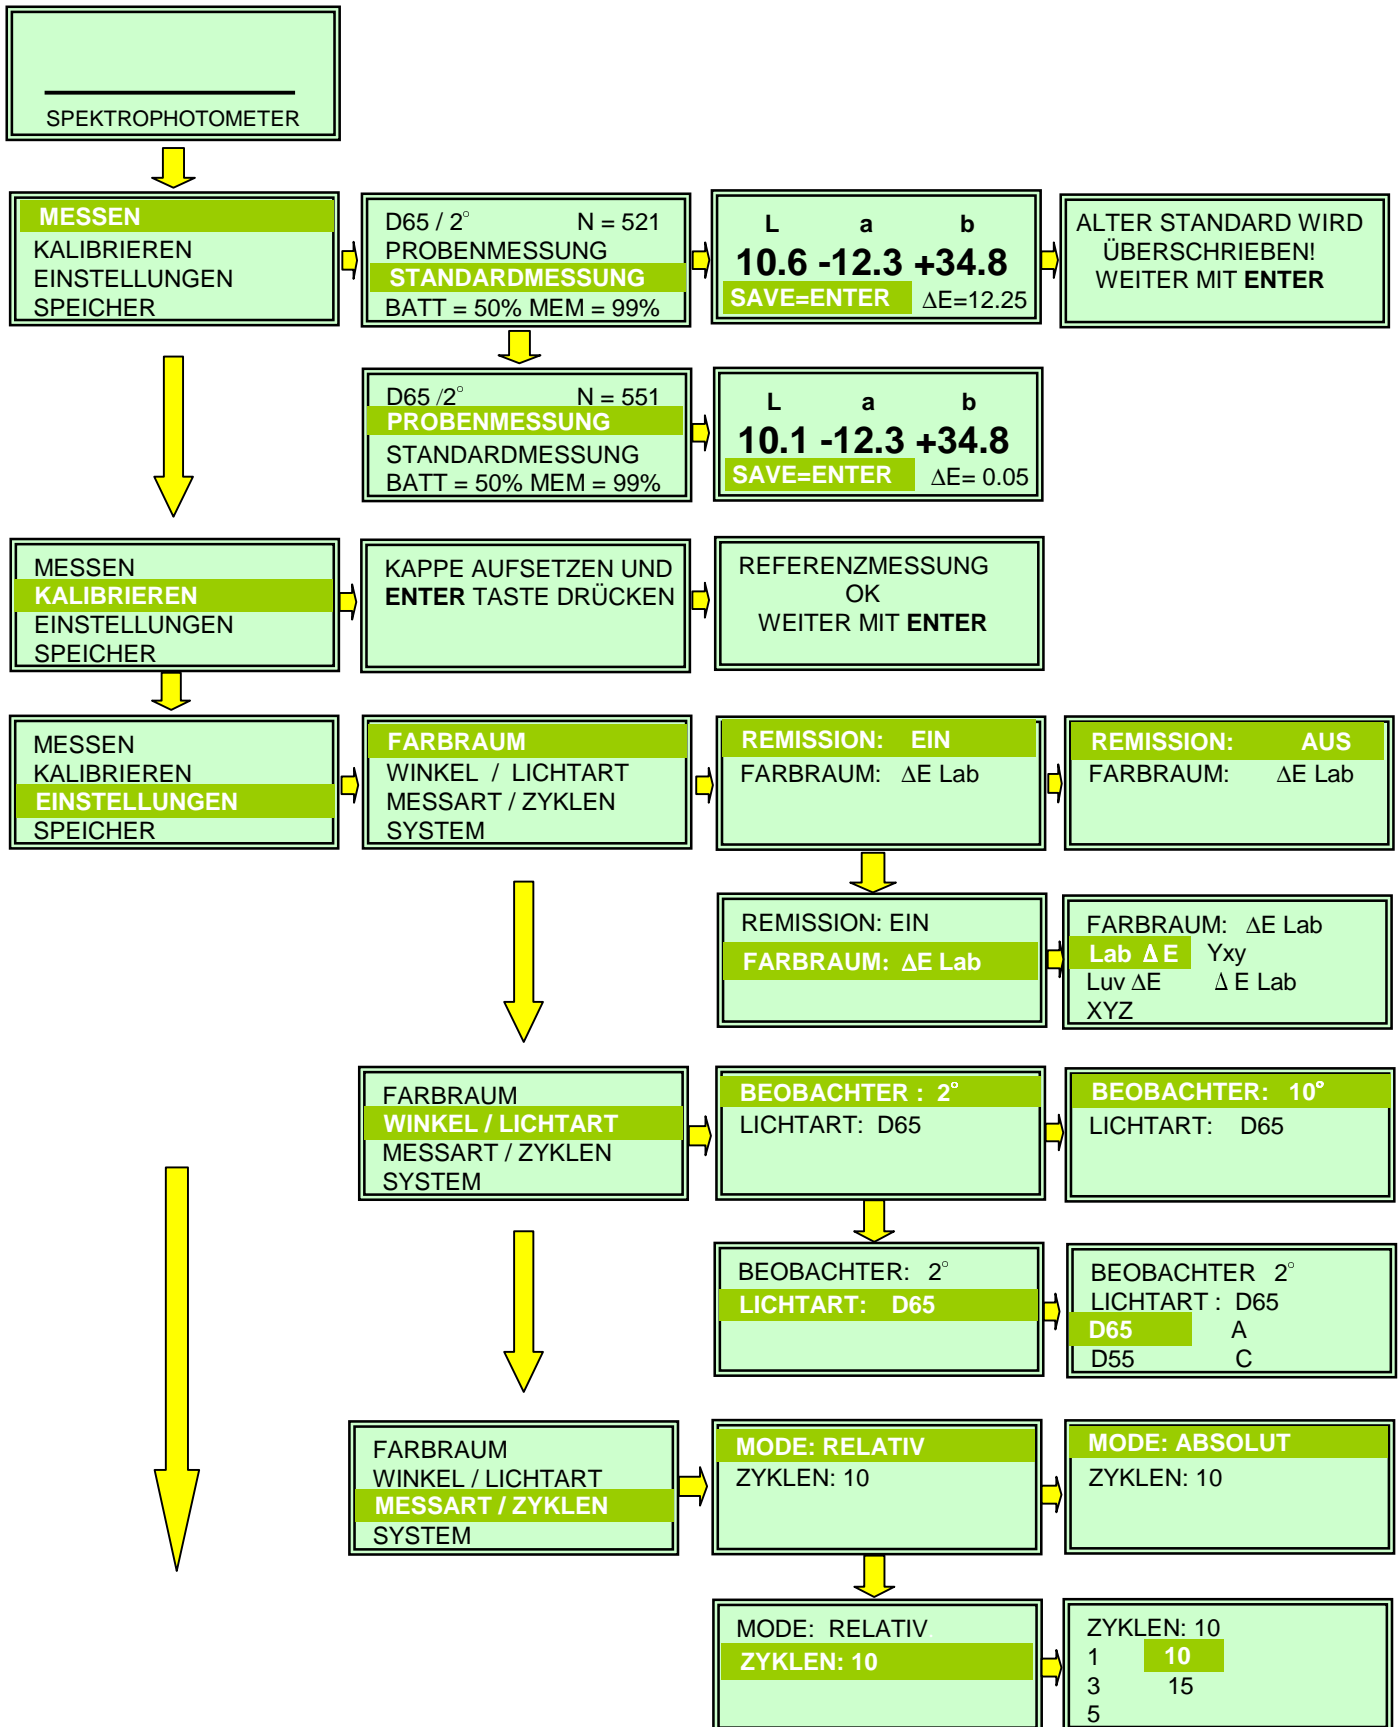 SPEKTROPHOTOMETER
MESSEN
KALIBRIEREN
EINSTELLUNGEN
SPEICHER
D65 / 2° N = 521
PROBENMESSUNG
STANDARDMESSUNG
BATT = 50% MEM = 99%
L a b
10.6 -12.3 +34.8
SAVE=ENTER ΔE=12.25
ALTER STANDARD WIRD
ÜBERSCHRIEBEN!
WEITER MIT ENTER
D65 /2° N = 551
PROBENMESSUNG
STANDARDMESSUNG
BATT = 50% MEM = 99%
L a b
10.1 -12.3 +34.8
SAVE=ENTER ΔE= 0.05
MESSEN
KALIBRIEREN
EINSTELLUNGEN
SPEICHER
KAPPE AUFSETZEN UND
ENTER TASTE DRÜCKEN
REFERENZMESSUNG
OK
WEITER MIT ENTER
MESSEN
KALIBRIEREN
EINSTELLUNGEN
SPEICHER
FARBRAUM
WINKEL / LICHTART
MESSART / ZYKLEN
SYSTEM
REMISSION: EIN
FARBRAUM: ΔE Lab
REMISSION: AUS
FARBRAUM: ΔE Lab
REMISSION: EIN
FARBRAUM: ΔE Lab
FARBRAUM: ΔE Lab
Lab Δ E Yxy
Luv ΔE Δ E Lab
XYZ
FARBRAUM
WINKEL / LICHTART
MESSART / ZYKLEN
SYSTEM
BEOBACHTER : 2°
LICHTART: D65
BEOBACHTER: 10°
LICHTART: D65
BEOBACHTER: 2°
LICHTART: D65
BEOBACHTER 2°
LICHTART : D65
D65 A
D55 C
FARBRAUM
WINKEL / LICHTART
MESSART / ZYKLEN
SYSTEM
MODE: RELATIV
ZYKLEN: 10
MODE: ABSOLUT
ZYKLEN: 10
MODE: RELATIV
ZYKLEN: 10
ZYKLEN: 10
1 10
3 15
5